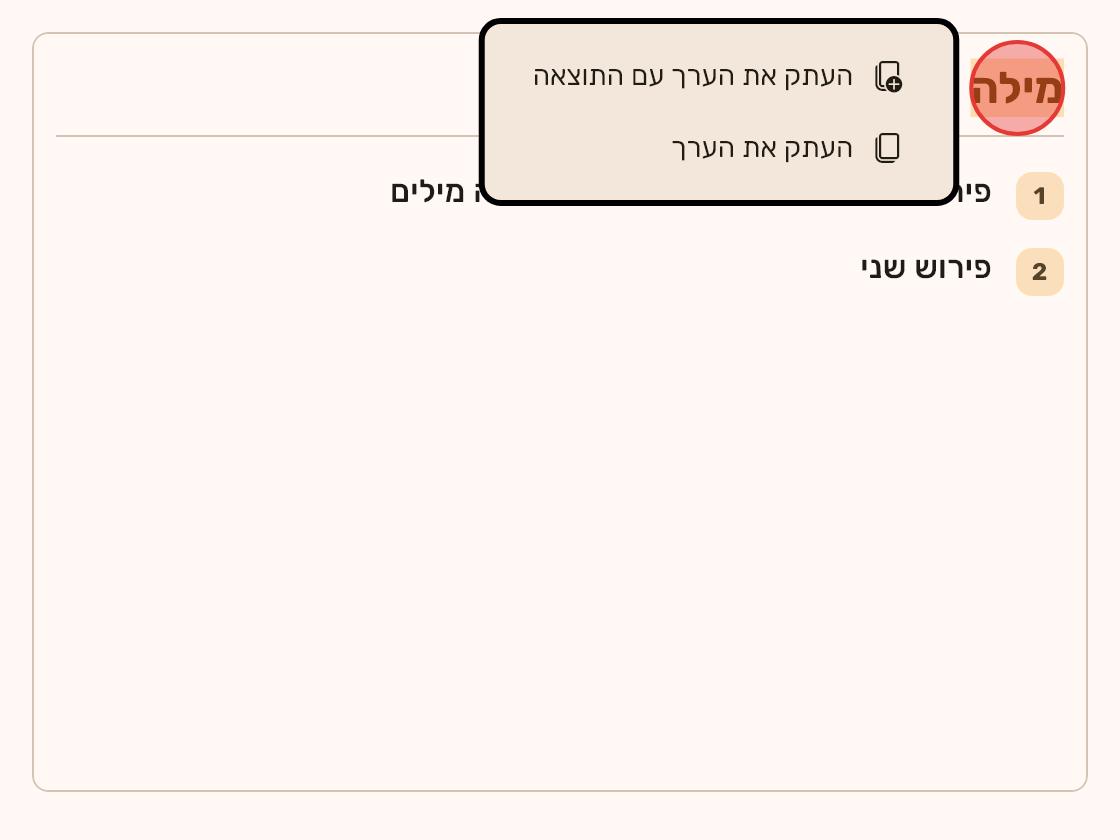 מילה
העתק את הערך עם התוצאה
העתק את הערך
1
מילים
2
פירוש שני